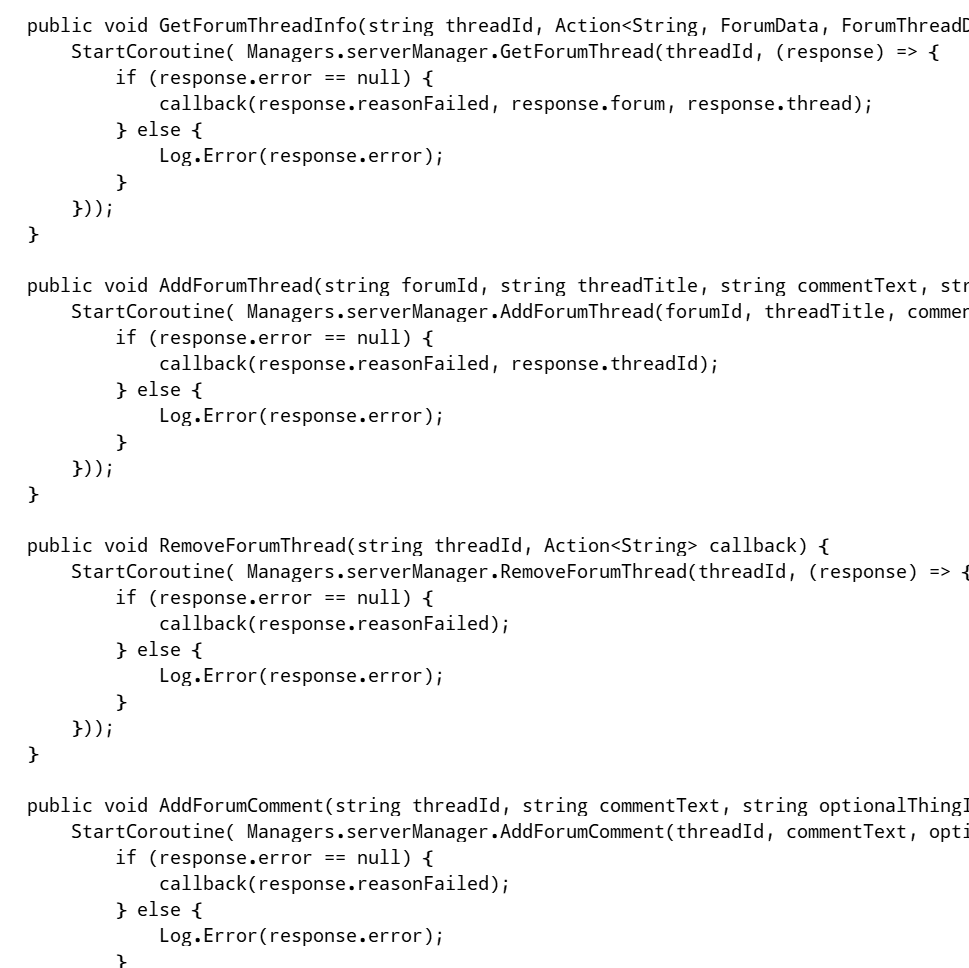 public void GetForumThreadInfo(string threadId, Action<String, ForumData, ForumThreadD
StartCoroutine( Managers.serverManager.GetForumThread(threadId, (response) => {
if (response.error == null) {
callback(response.reasonFailed, response.forum, response.thread);
} else {
Log.Error(response.error);
}
}));
}
public void AddForumThread(string forumId, string threadTitle, string commentText, str
StartCoroutine( Managers.serverManager.AddForumThread(forumId, threadTitle, commen
if (response.error == null) {
callback(response.reasonFailed, response.threadId);
} else {
Log.Error(response.error);
}
}));
}
public void RemoveForumThread(string threadId, Action<String> callback) {
StartCoroutine( Managers.serverManager.RemoveForumThread(threadId, (response) => {
if (response.error == null) {
callback(response.reasonFailed);
} else {
Log.Error(response.error);
}
}));
}
public void AddForumComment(string threadId, string commentText, string optionalThingI
StartCoroutine( Managers.serverManager.AddForumComment(threadId, commentText, opti
if (response.error == null) {
callback(response.reasonFailed);
} else {
Log.Error(response.error);
}